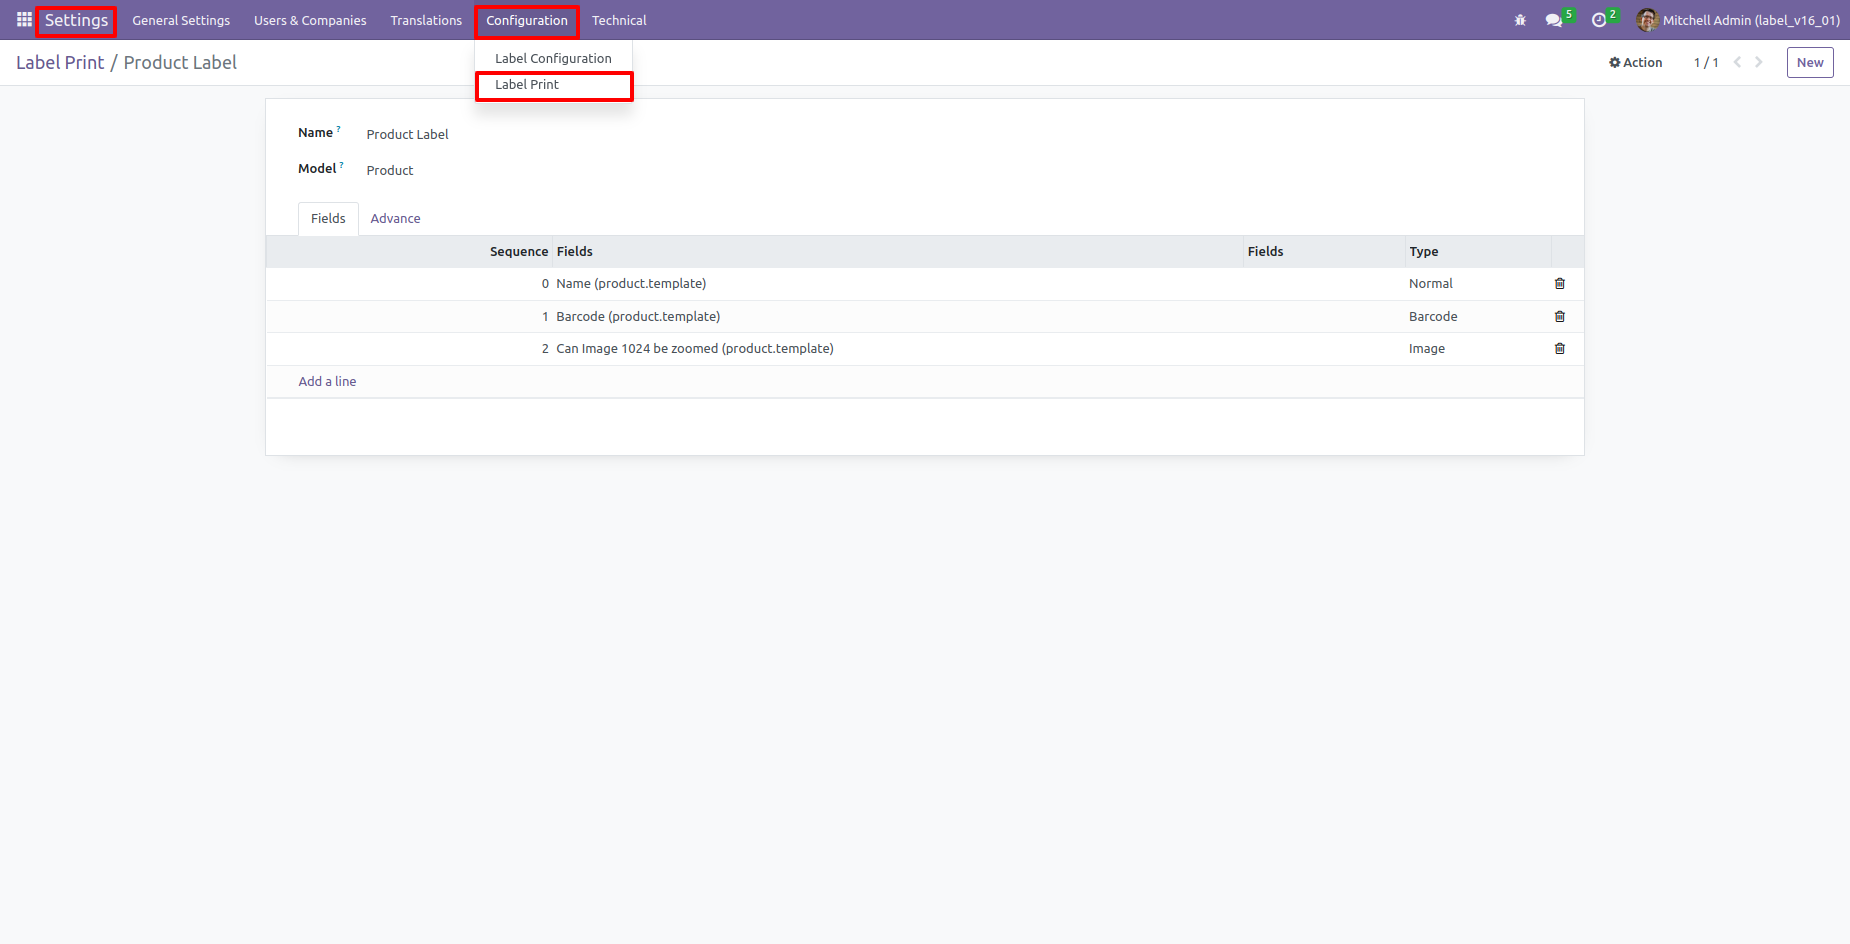 Settings General Settings Users & Companies Translations Configuration Technical 5 2 Mitchell Admin (label_v16_01)
Label Print / Product Label Action 1 / 1 New
Label Configuration
Label Print
Name ? Product Label
Model ? Product
Fields Advance
Sequence Fields Fields Type
0 Name (product.template) Normal
1 Barcode (product.template) Barcode
2 Can Image 1024 be zoomed (product.template) Image
Add a line